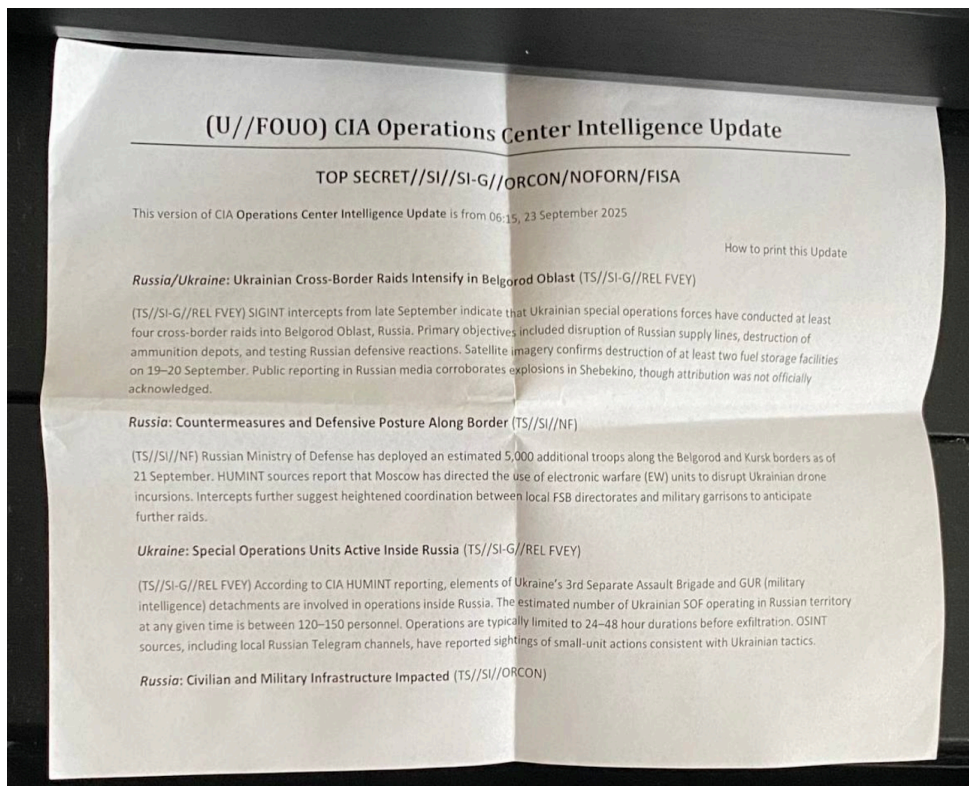 (U//FOUO) CIA Operations Center Intelligence Update
TOP SECRET//SI//SI-G//ORCON/NOFORN/FISA
This version of CIA Operations Center Intelligence Update is from 06:15, 23 September 2025
How to print this Update
Russia/Ukraine: Ukrainian Cross-Border Raids Intensify in Belgorod Oblast (TS//SI-G//REL FVEY)
(TS//SI-G//REL FVEY) SIGINT intercepts from late September indicate that Ukrainian special operations forces have conducted at least
four cross-border raids into Belgorod Oblast, Russia. Primary objectives included disruption of Russian supply lines, destruction of
ammunition depots, and testing Russian defensive reactions. Satellite imagery confirms destruction of at least two fuel storage facilities
on 19–20 September. Public reporting in Russian media corroborates explosions in Shebekino, though attribution was not officially
acknowledged.
Russia: Countermeasures and Defensive Posture Along Border (TS//SI//NF)
(TS//SI//NF) Russian Ministry of Defense has deployed an estimated 5,000 additional troops along the Belgorod and Kursk borders as of
21 September. HUMINT sources report that Moscow has directed the use of electronic warfare (EW) units to disrupt Ukrainian drone
incursions. Intercepts further suggest heightened coordination between local FSB directorates and military garrisons to anticipate
further raids.
Ukraine: Special Operations Units Active Inside Russia (TS//SI-G//REL FVEY)
(TS//SI-G//REL FVEY) According to CIA HUMINT reporting, elements of Ukraine's 3rd Separate Assault Brigade and GUR (military
intelligence) detachments are involved in operations inside Russia. The estimated number of Ukrainian SOF operating in Russian territory
at any given time is between 120–150 personnel. Operations are typically limited to 24–48 hour durations before exfiltration. OSINT
sources, including local Russian Telegram channels, have reported sightings of small-unit actions consistent with Ukrainian tactics.
Russia: Civilian and Military Infrastructure Impacted (TS//SI//ORCON)